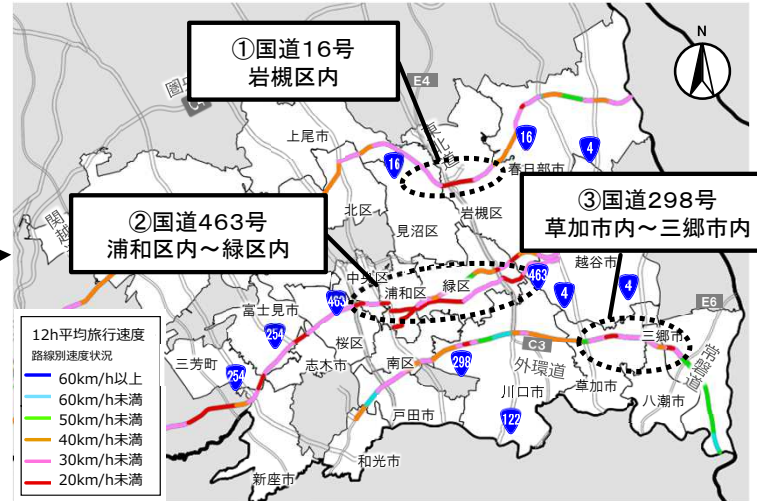 ①国道16号
岩槻区内
N
E4
上尾市
16
16
4
春日部市
北区
見沼区
岩槻区
②国道463号
浦和区内～緑区内
③国道298号
草加市内～三郷市内
中央区
浦和区
緑区
463
463
越谷市
4
4
E6
富士見市
254
桜区
三郷市
常磐道
12h平均旅行速度
路線別速度状況
60km/h以上
60km/h未満
50km/h未満
40km/h未満
30km/h未満
20km/h未満
三芳町
254
志木市
南区
298
C3
外環道
草加市
八潮市
川口市
戸田市
122
和光市
新座市